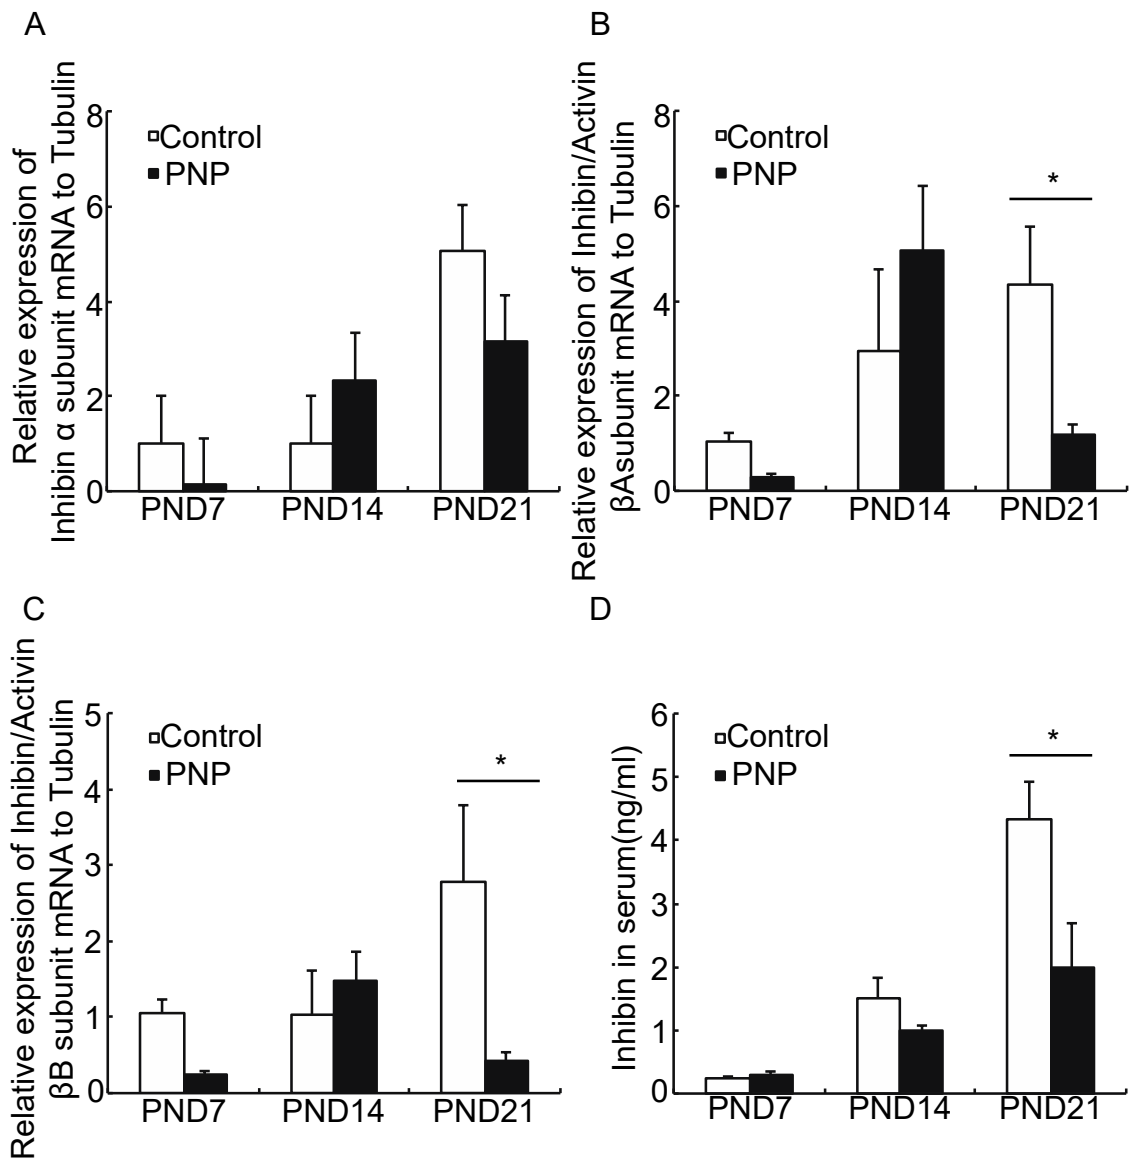 A
Relative expression of
Inhibin α subunit mRNA to Tubulin
8
6
4
2
0
Control
PNP
PND7 PND14 PND21
B
Relative expression of Inhibin/Activin
βAsubunit mRNA to Tubulin
8
6
4
2
0
Control
PNP
*
PND7 PND14 PND21
C
Relative expression of Inhibin/Activin
βB subunit mRNA to Tubulin
5
4
3
2
1
0
Control
PNP
*
PND7 PND14 PND21
D
Inhibin in serum(ng/ml)
6
5
4
3
2
1
0
Control
PNP
*
PND7 PND14 PND21